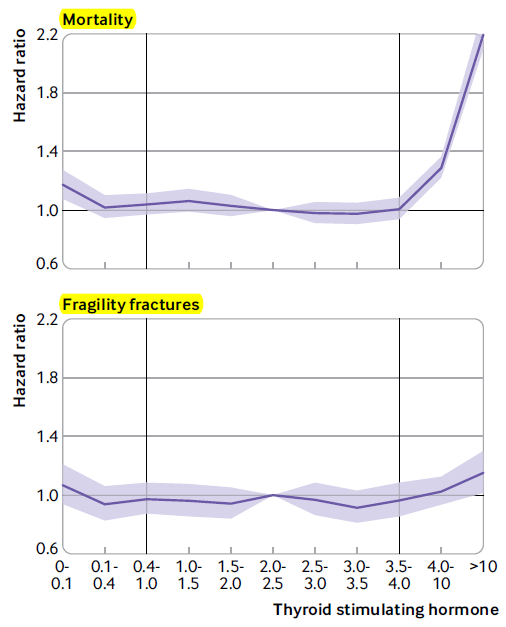 Mortality
Hazard ratio
2.2
1.8
1.4
1.0
0.6
Fragility fractures
Hazard ratio
2.2
1.8
1.4
1.0
0.6
0- 0.1- 0.4- 1.0- 1.5- 2.0- 2.5- 3.0- 3.5- 4.0- >10
0.1 0.4 1.0 1.5 2.0 2.5 3.0 3.5 4.0 10
Thyroid stimulating hormone